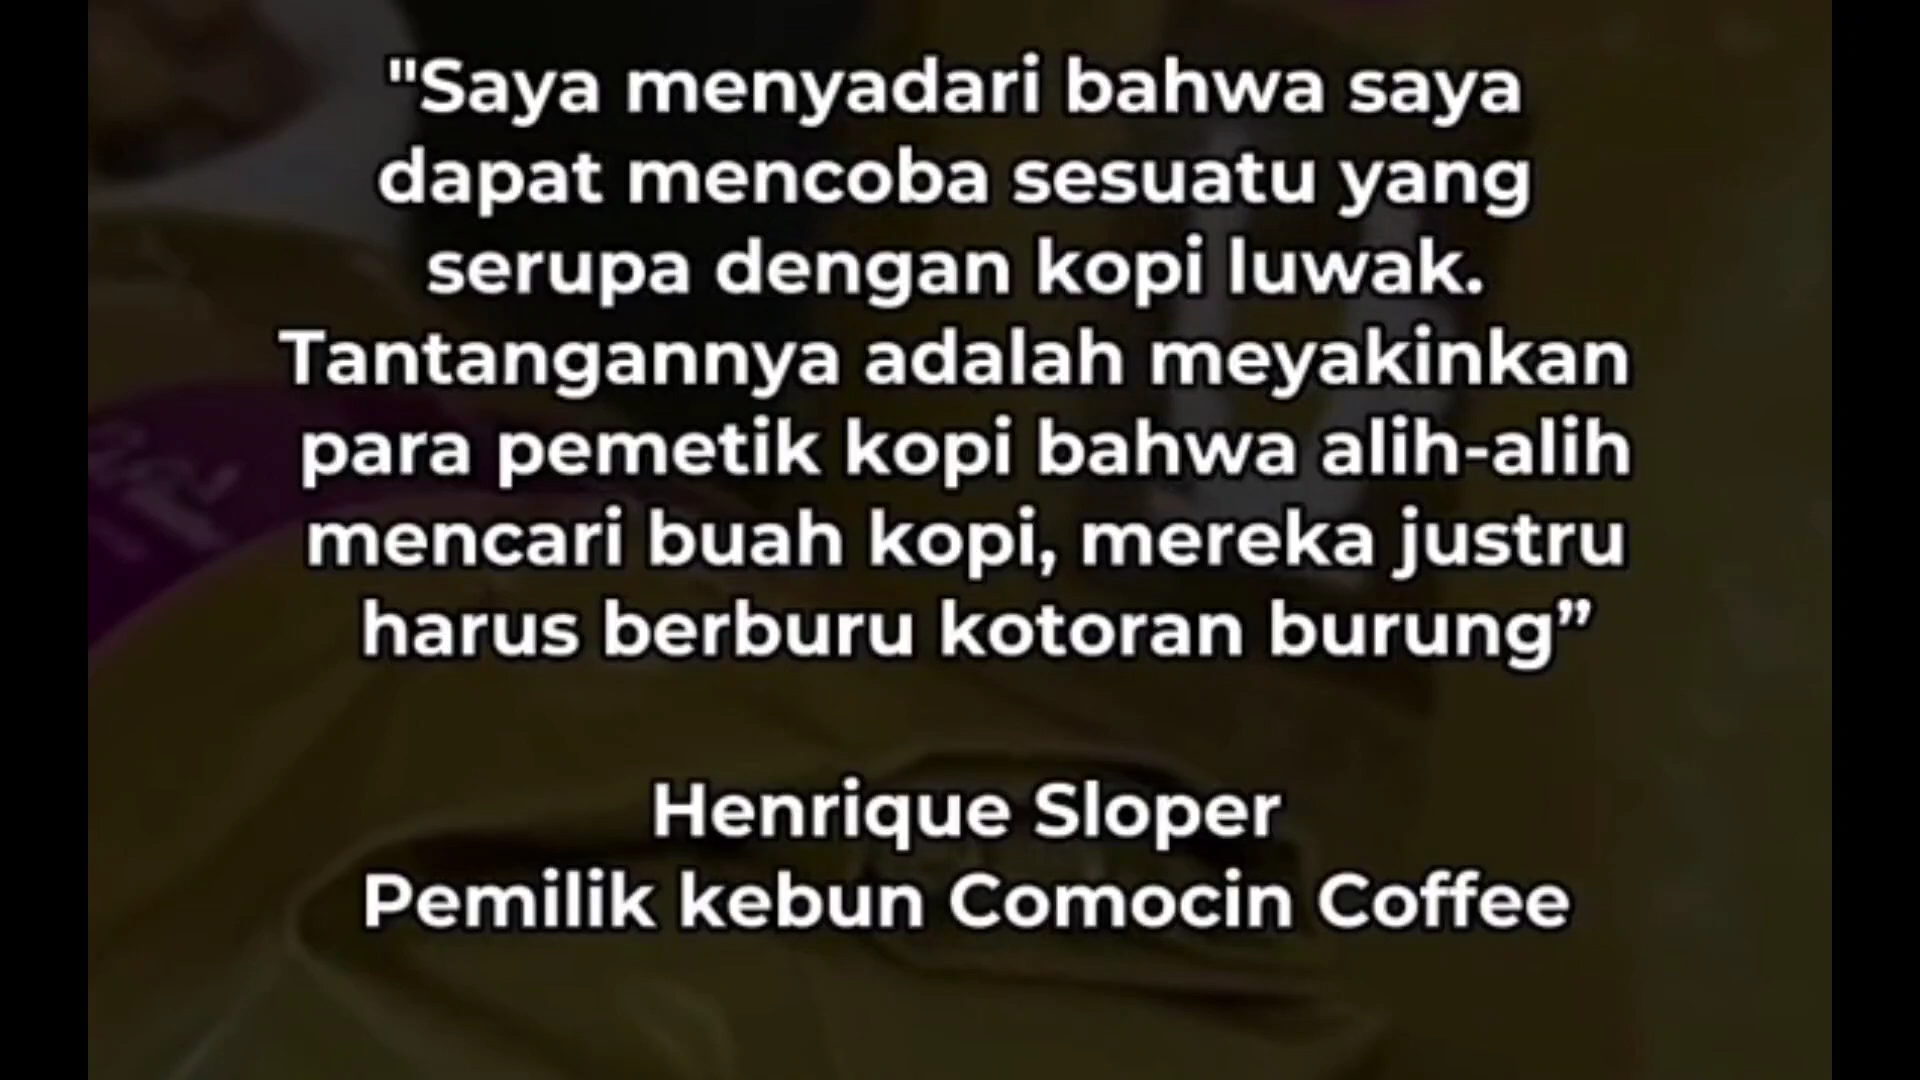 "Saya menyadari bahwa saya
dapat mencoba sesuatu yang
serupa dengan kopi luwak.
Tantangannya adalah meyakinkan
para pemetik kopi bahwa alih-alih
mencari buah kopi, mereka justru
harus berburu kotoran burung”
Henrique Sloper
Pemilik kebun Comocin Coffee